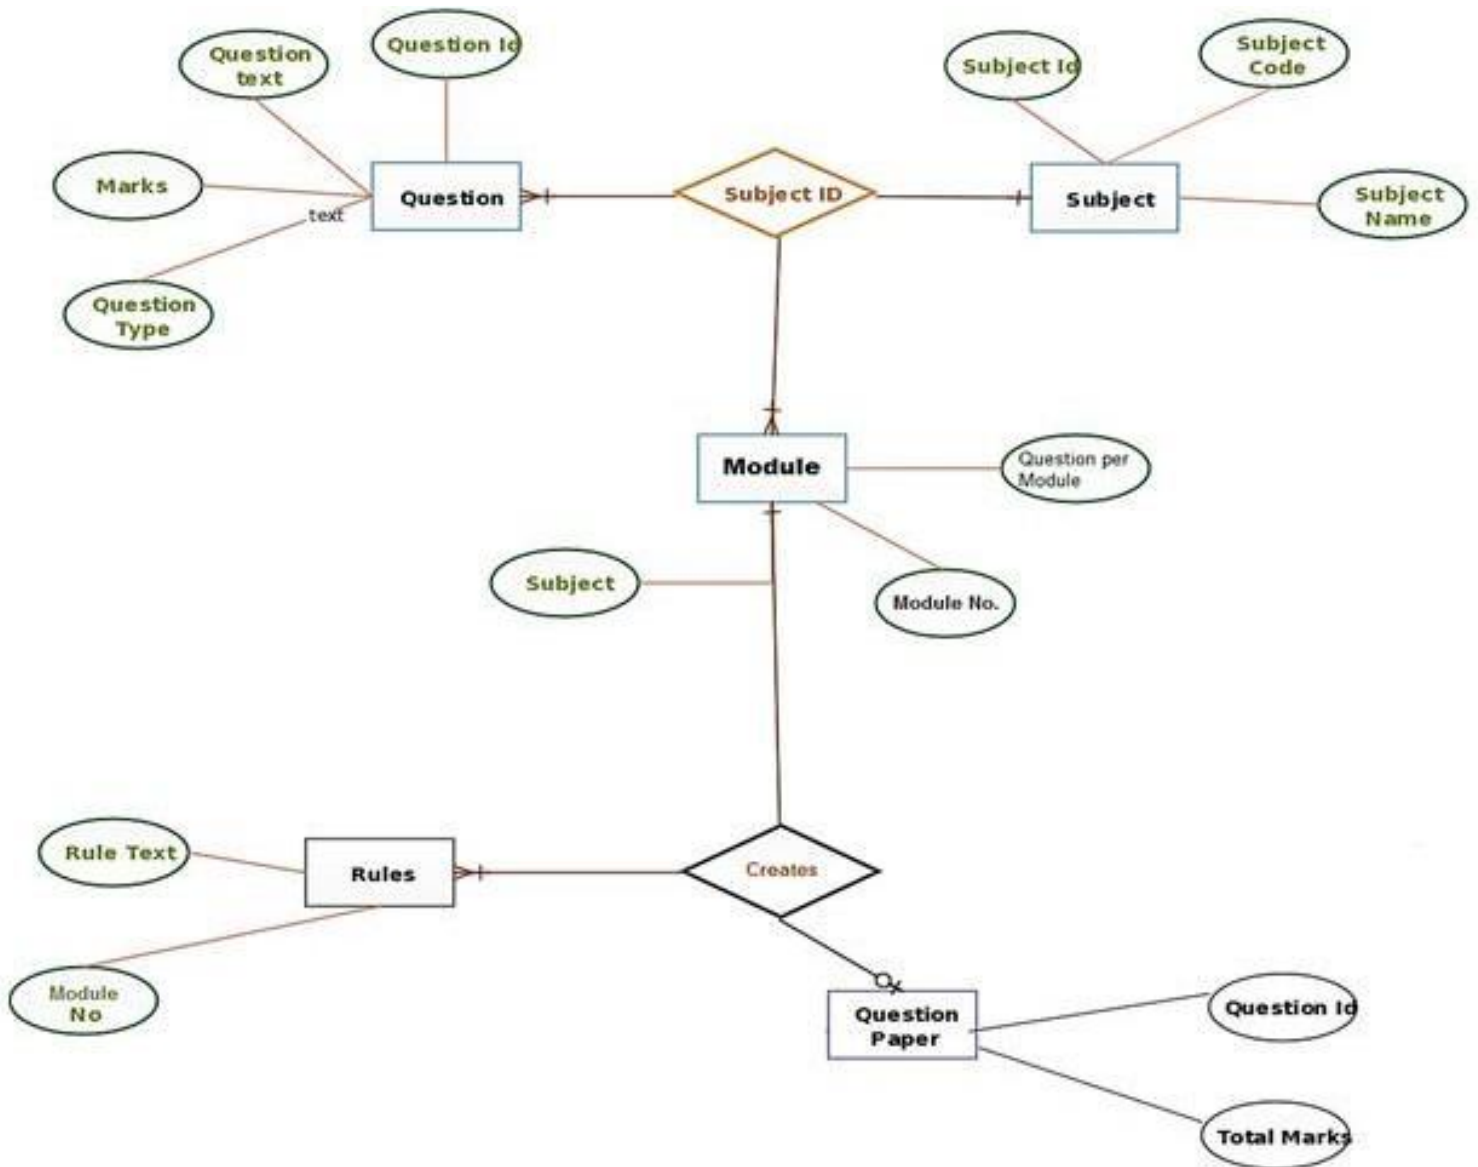 Question
text
Question Id
Subject Id
Subject
Code
Marks
text
Question
Subject ID
Subject
Subject
Name
Question
Type
Module
Question per
Module
Subject
Module No.
Rule Text
Rules
Creates
Module
No
Question
Paper
Question Id
Total Marks